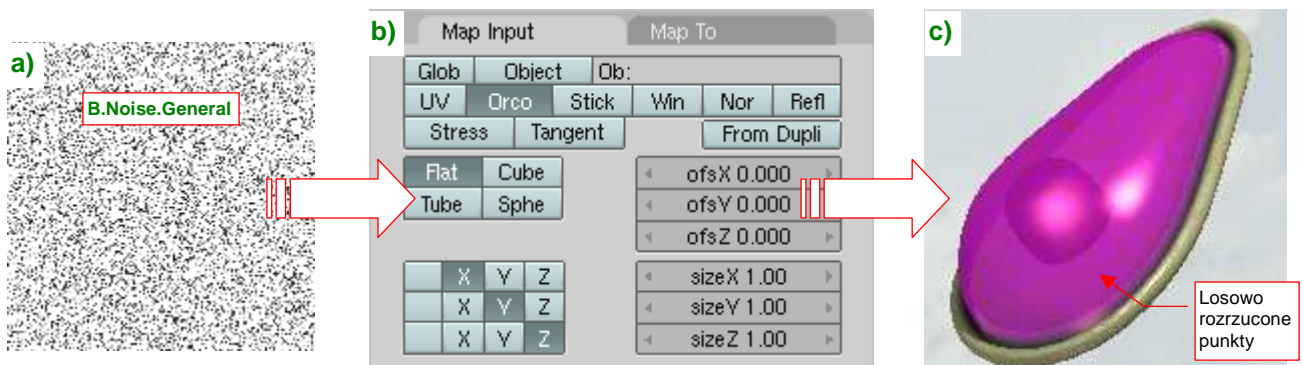 a)
B.Noise.General
b)
Map Input
Map To
Glob Object Ob:
UV Orco Stick Win Nor Refl
Stress Tangent From Dupli
Flat Cube
Tube Sphe
ofsX 0.000
ofsY 0.000
ofsZ 0.000
X Y Z
X Y Z
X Y Z
sizeX 1.00
sizeY 1.00
sizeZ 1.00
c)
Losowo
rozrzucone
punkty